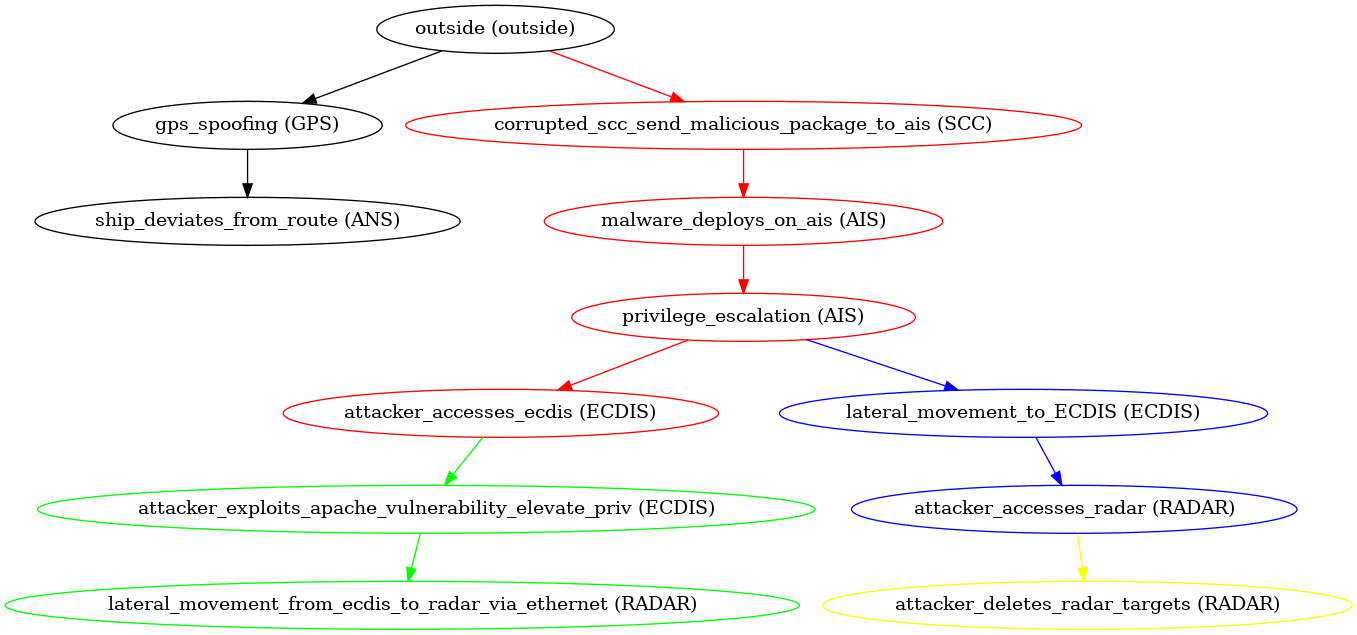 outside (outside)
gps_spoofing (GPS)
corrupted_scc_send_malicious_package_to_ais (SCC)
ship_deviates_from_route (ANS)
malware_deploys_on_ais (AIS)
privilege_escalation (AIS)
attacker_accesses_ecdis (ECDIS)
lateral_movement_to_ECDIS (ECDIS)
attacker_exploits_apache_vulnerability_elevate_priv (ECDIS)
attacker_accesses_radar (RADAR)
lateral_movement_from_ecdis_to_radar_via_ethernet (RADAR)
attacker_deletes_radar_targets (RADAR)